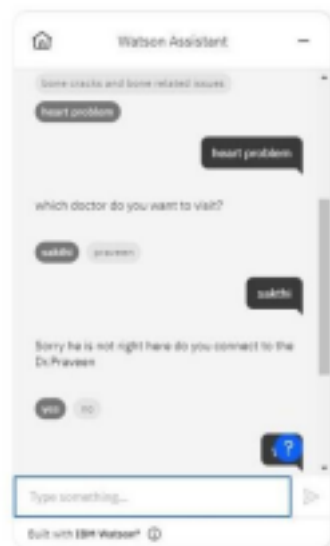 Watson Assistant
bone cracks and bone related issues
heart problem
heart problem
which doctor do you want to visit?
sakthi praveen
sakthi
Sorry he is not right here do you connect to the
Dr.Praveen
yes no
?
Type something...
Built with IBM Watson®